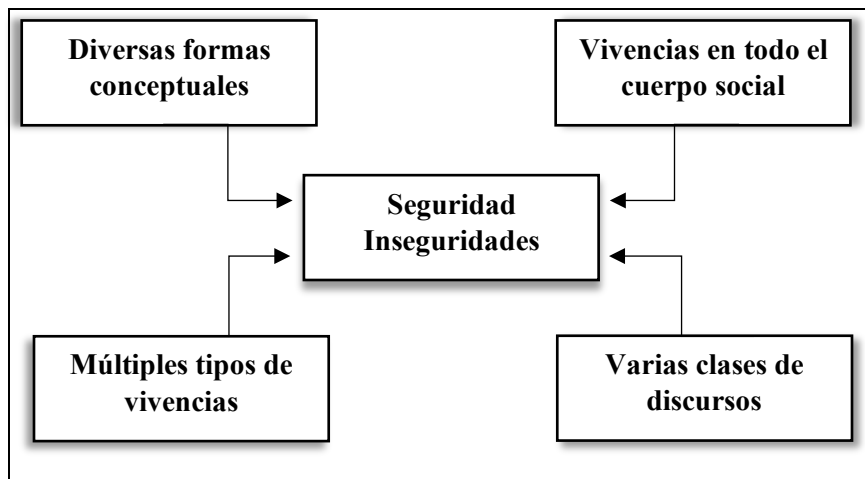 Diversas formas
conceptuales
Vivencias en todo el
cuerpo social
Seguridad
Inseguridades
Múltiples tipos de
vivencias
Varias clases de
discursos